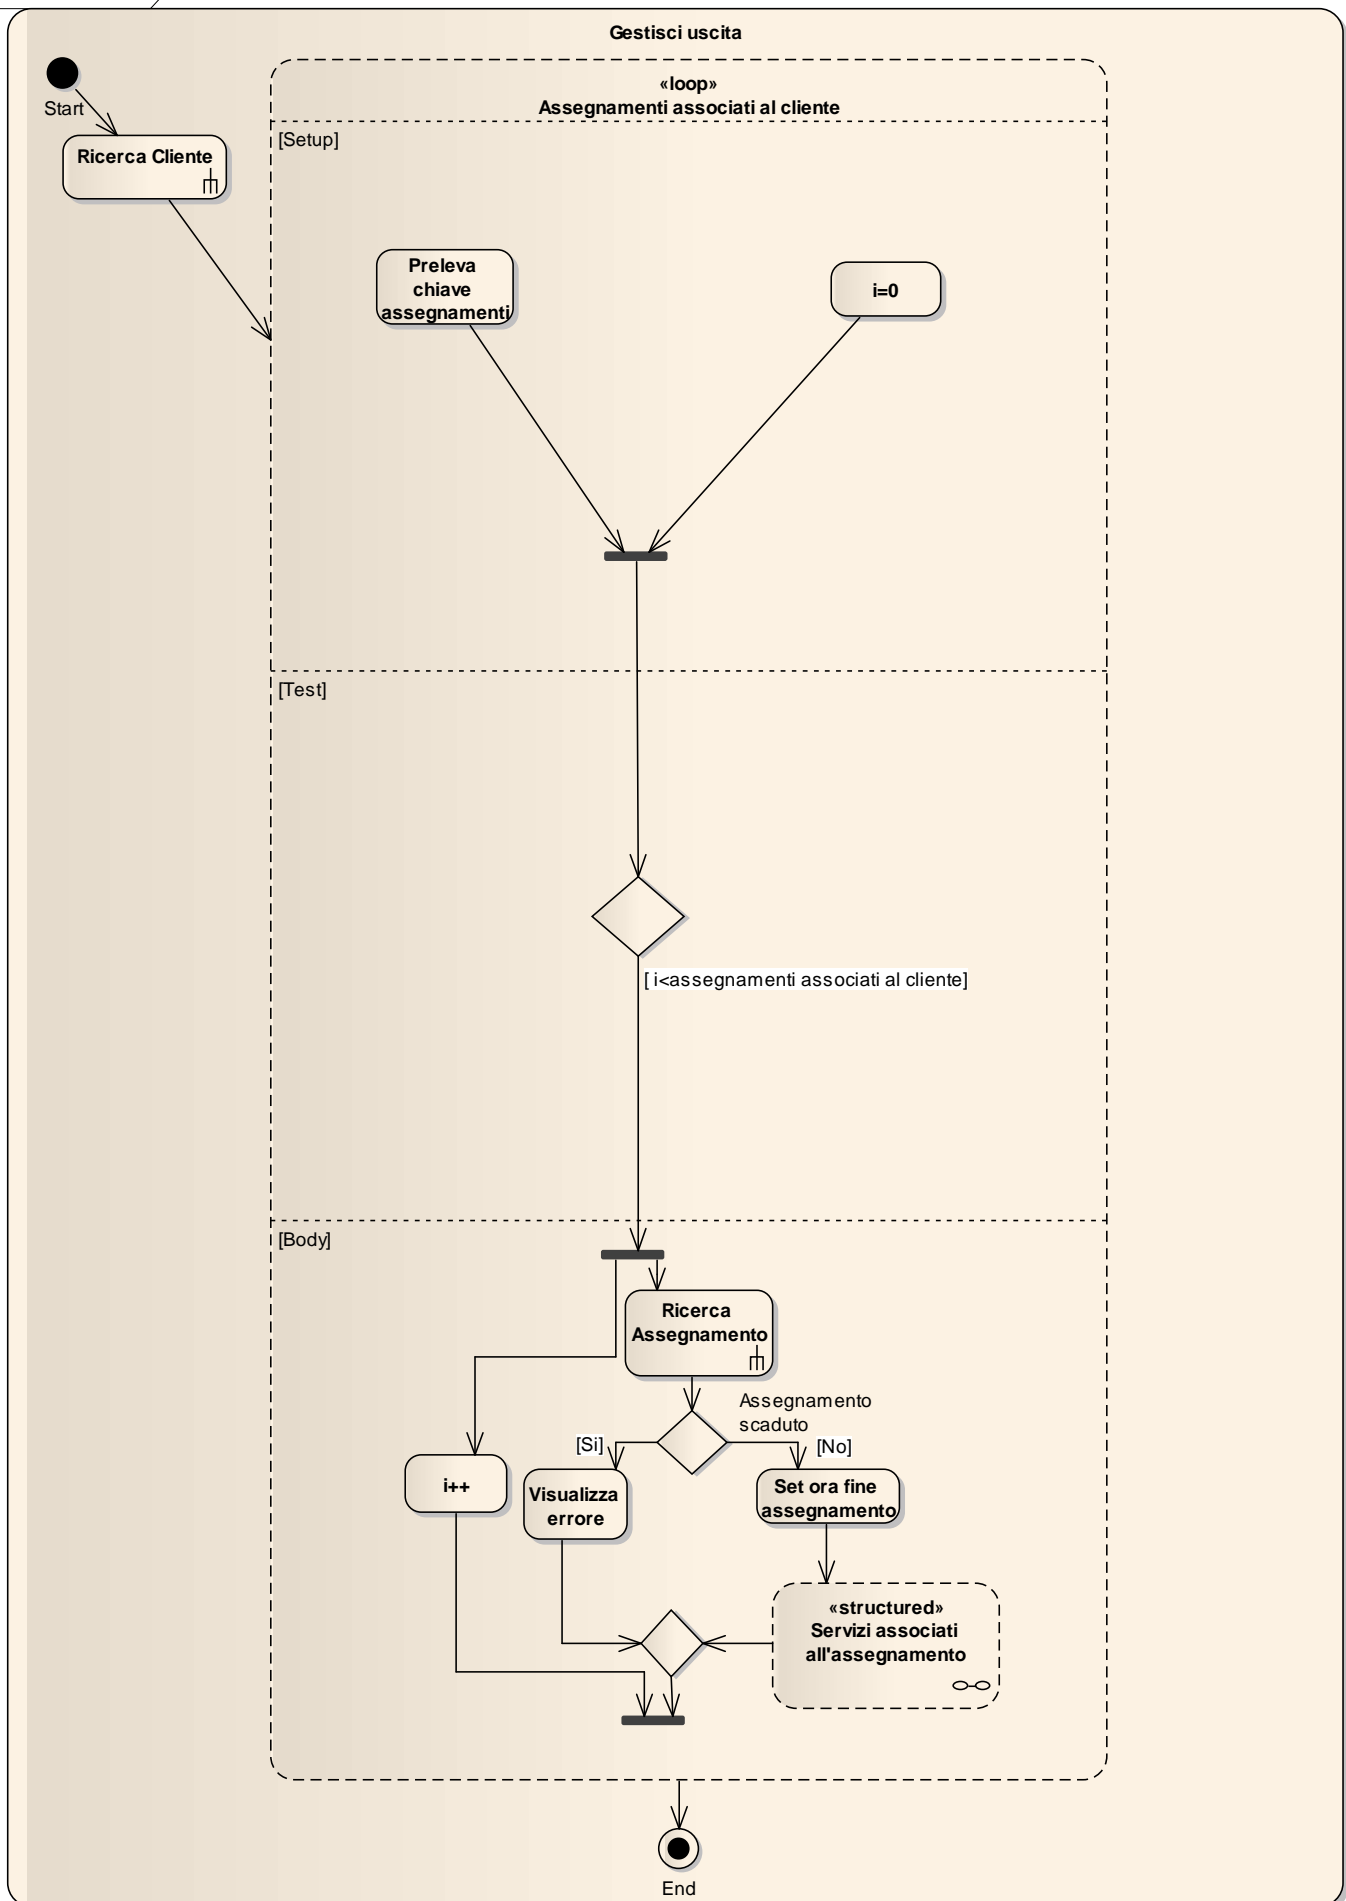 Gestisci uscita
Start
Ricerca Cliente
«loop»
Assegnamenti associati al cliente
[Setup]
Preleva
chiave
assegnamenti
i=0
[Test]
[ i<assegnamenti associati al cliente]
[Body]
Ricerca
Assegnamento
Assegnamento
scaduto
[Si]
[No]
i++
Visualizza
errore
Set ora fine
assegnamento
«structured»
Servizi associati
all'assegnamento
End